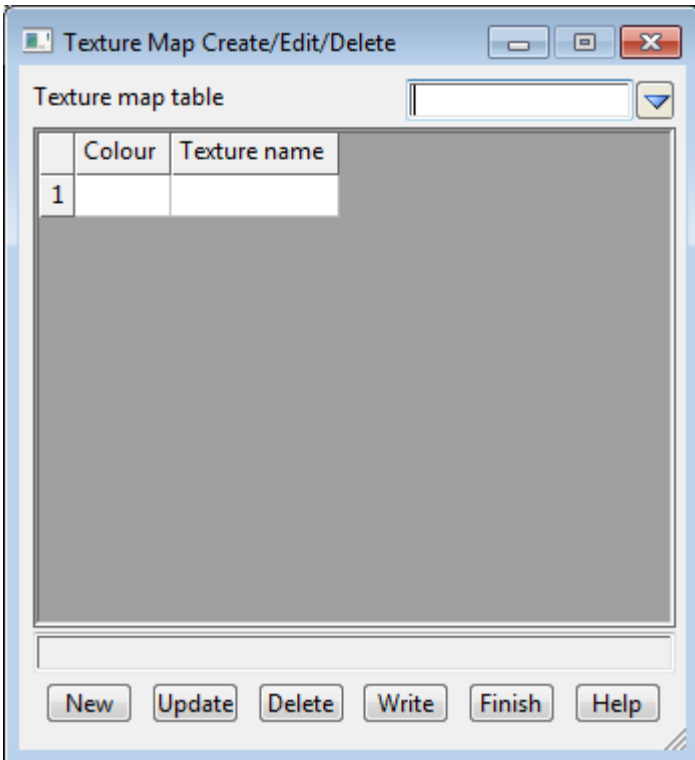 Texture Map Create/Edit/Delete
Texture map table
Colour Texture name
1
New Update Delete Write Finish Help